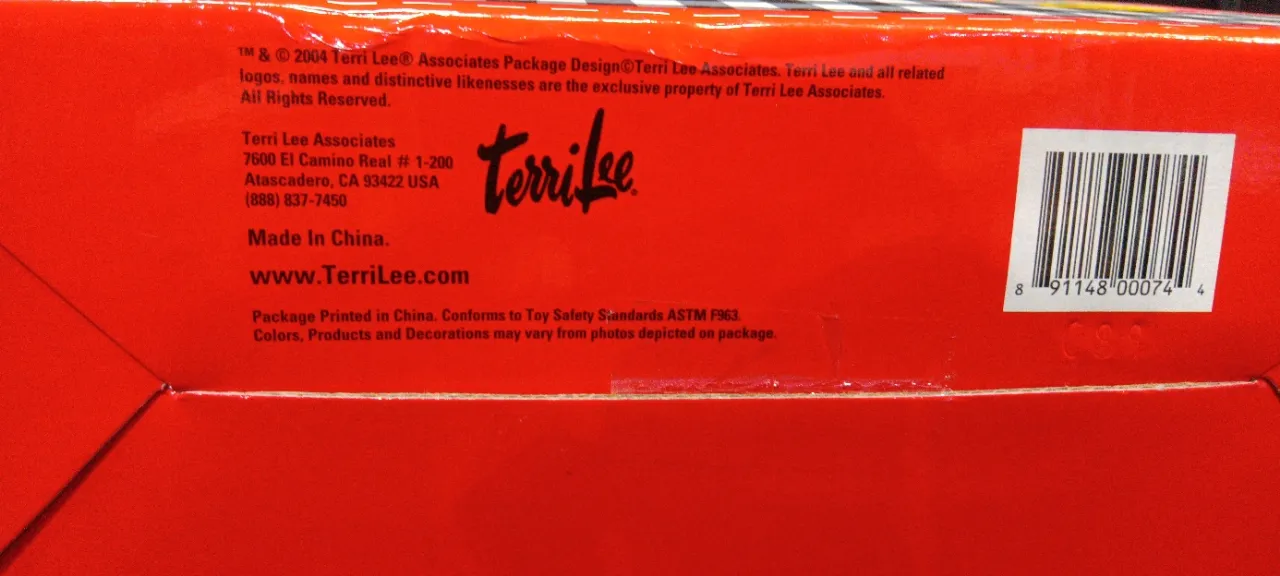 ™ & © 2004 Terri Lee® Associates Package Design©Terri Lee Associates. Terri Lee and all related
logos, names and distinctive likenesses are the exclusive property of Terri Lee Associates.
All Rights Reserved.
Terri Lee Associates
7600 El Camino Real # 1-200
Atascadero, CA 93422 USA
(888) 837-7450
Terri Lee®
Made In China.
www.TerriLee.com
Package Printed in China. Conforms to Toy Safety Standards ASTM F963.
Colors, Products and Decorations may vary from photos depicted on package.
8 91148 00074 4